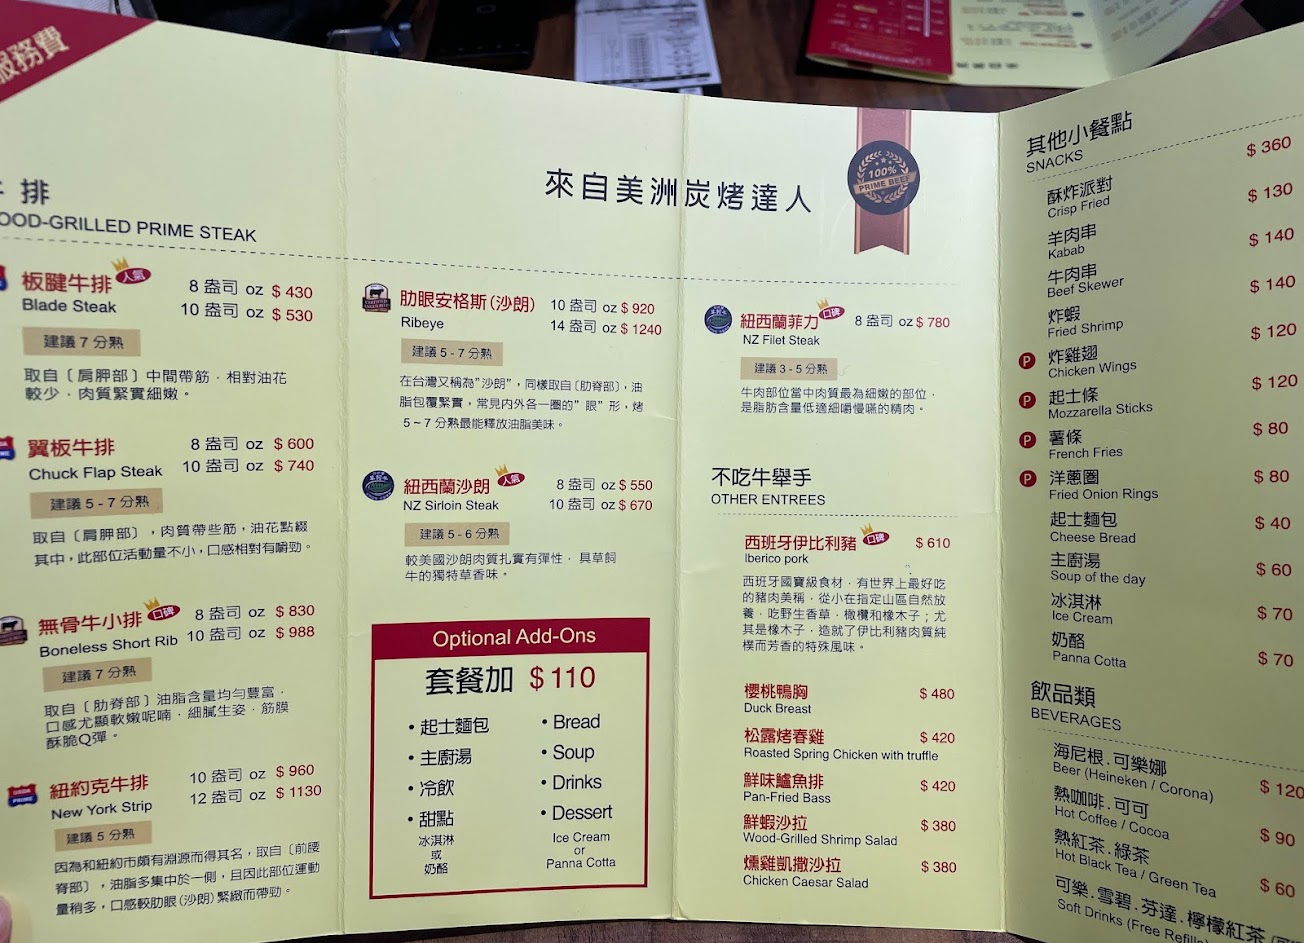 服務費
排
OOD-GRILLED PRIME STEAK
板腱牛排 人氣
Blade Steak
8 盎司 oz $ 430
10 盎司 oz $ 530
建議 7 分熟
取自〔肩胛部〕中間帶筋．相對油花
較少．肉質緊實細嫩。
翼板牛排
Chuck Flap Steak
8 盎司 oz $ 600
10 盎司 oz $ 740
建議 5 - 7 分熟
取自〔肩胛部〕，肉質帶些筋，油花點綴
其中，此部位活動量不小，口感相對有嚼勁。
無骨牛小排 口碑
Boneless Short Rib
8 盎司 oz $ 830
10 盎司 oz $ 988
建議 7 分熟
取自〔肋脊部〕油脂含量均勻豐富．
口感尤顯軟嫩呢喃．細膩生姿．筋膜
酥脆Q彈。
USDA
PRIME
紐約克牛排
New York Strip
10 盎司 oz $ 960
12 盎司 oz $ 1130
建議 5 分熟
因為和紐約市頗有淵源而得其名，取自〔前腰
脊部〕，油脂多集中於一側，且因此部位運動
量稍多，口感較肋眼(沙朗)緊緻而帶勁。
來自美洲炭烤達人
100%
PRIME BEEF
肋眼安格斯(沙朗)
Ribeye
10 盎司 oz $ 920
14 盎司 oz $ 1240
建議 5 - 7 分熟
在台灣又稱為"沙朗"，同樣取自〔肋脊部〕，油
脂包覆緊實，常見內外各一圈的"眼"形，烤
5 ~ 7 分熟最能釋放油脂美味。
紐西蘭沙朗 人氣
NZ Sirloin Steak
8 盎司 oz $ 550
10 盎司 oz $ 670
建議 5 - 6 分熟
較美國沙朗肉質扎實有彈性．具草飼
牛的獨特草香味。
Optional Add-Ons
套餐加 $ 110
• 起士麵包
• 主廚湯
• 冷飲
• 甜點
冰淇淋
或
奶酪
• Bread
• Soup
• Drinks
• Dessert
Ice Cream
or
Panna Cotta
紐西蘭菲力 口碑
NZ Filet Steak
8 盎司 oz $ 780
建議 3 - 5 分熟
牛肉部位當中肉質最為細嫩的部位．
是脂肪含量低適細嚼慢嚥的精肉。
不吃牛舉手
OTHER ENTREES
西班牙伊比利豬 口碑 $ 610
Iberico pork
西班牙國寶級食材．有世界上最好吃
的豬肉美稱，從小在指定山區自然放
養．吃野生香草．橄欖和橡木子；尤
其是橡木子．造就了伊比利豬肉質純
樸而芳香的特殊風味。
櫻桃鴨胸 $ 480
Duck Breast
松露烤春雞 $ 420
Roasted Spring Chicken with truffle
鮮味鱸魚排 $ 420
Pan-Fried Bass
鮮蝦沙拉 $ 380
Wood-Grilled Shrimp Salad
燻雞凱撒沙拉 $ 380
Chicken Caesar Salad
其他小餐點
SNACKS
酥炸派對 $ 360
Crisp Fried
羊肉串 $ 130
Kabab
牛肉串 $ 140
Beef Skewer
炸蝦 $ 140
Fried Shrimp
P 炸雞翅 $ 120
Chicken Wings
P 起士條 $ 120
Mozzarella Sticks
P 薯條 $ 80
French Fries
P 洋蔥圈 $ 80
Fried Onion Rings
起士麵包 $ 40
Cheese Bread
主廚湯 $ 60
Soup of the day
冰淇淋 $ 70
Ice Cream
奶酪 $ 70
Panna Cotta
飲品類
BEVERAGES
海尼根．可樂娜 $ 120
Beer (Heineken / Corona)
熱咖啡．可可 $ 90
Hot Coffee / Cocoa
熱紅茶．綠茶 $ 60
Hot Black Tea / Green Tea
可樂．雪碧．芬達．檸檬紅茶
Soft Drinks (Free Refills)